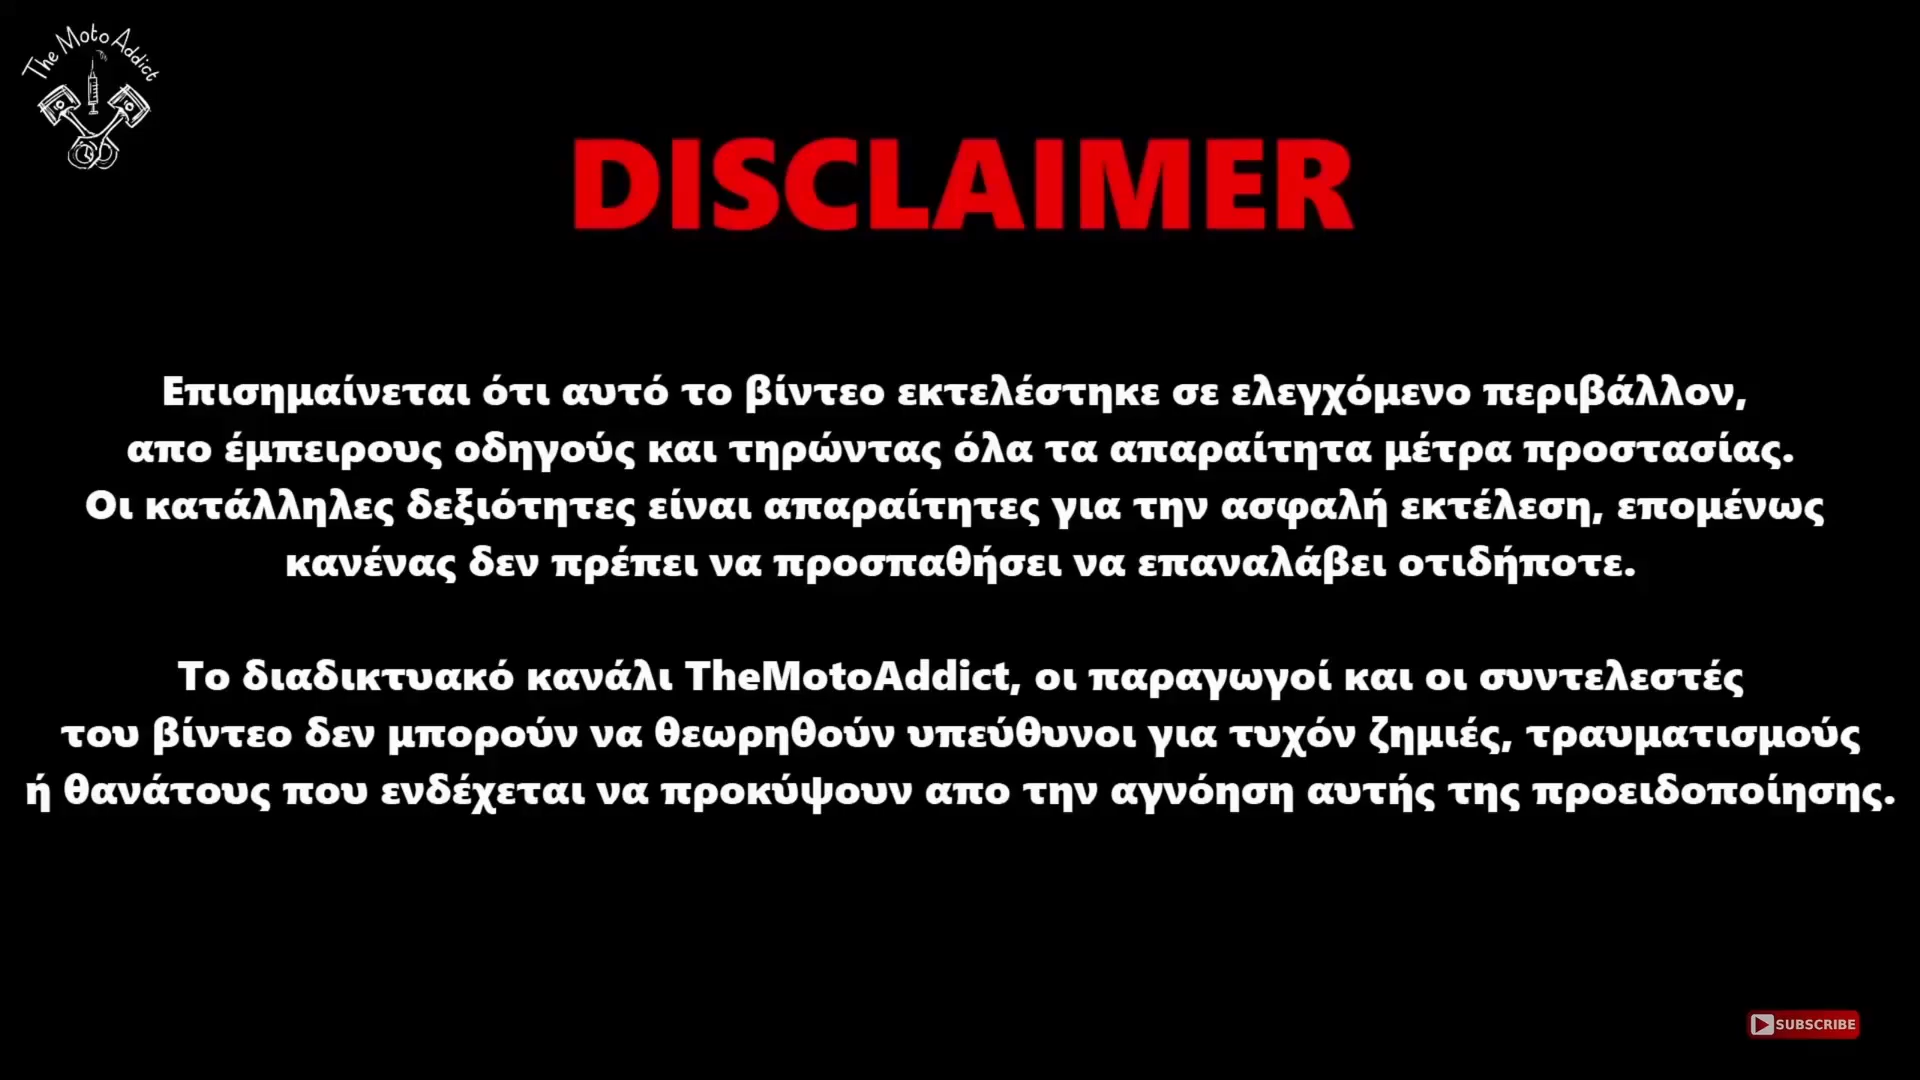 The Moto Addict
DISCLAIMER
Επισημαίνεται ότι αυτό το βίντεο εκτελέστηκε σε ελεγχόμενο περιβάλλον,
απο έμπειρους οδηγούς και τηρώντας όλα τα απαραίτητα μέτρα προστασίας.
Οι κατάλληλες δεξιότητες είναι απαραίτητες για την ασφαλή εκτέλεση, επομένως
κανένας δεν πρέπει να προσπαθήσει να επαναλάβει οτιδήποτε.
Το διαδικτυακό κανάλι TheMotoAddict, οι παραγωγοί και οι συντελεστές
του βίντεο δεν μπορούν να θεωρηθούν υπεύθυνοι για τυχόν ζημιές, τραυματισμούς
ή θανάτους που ενδέχεται να προκύψουν απο την αγνόηση αυτής της προειδοποίησης.
SUBSCRIBE